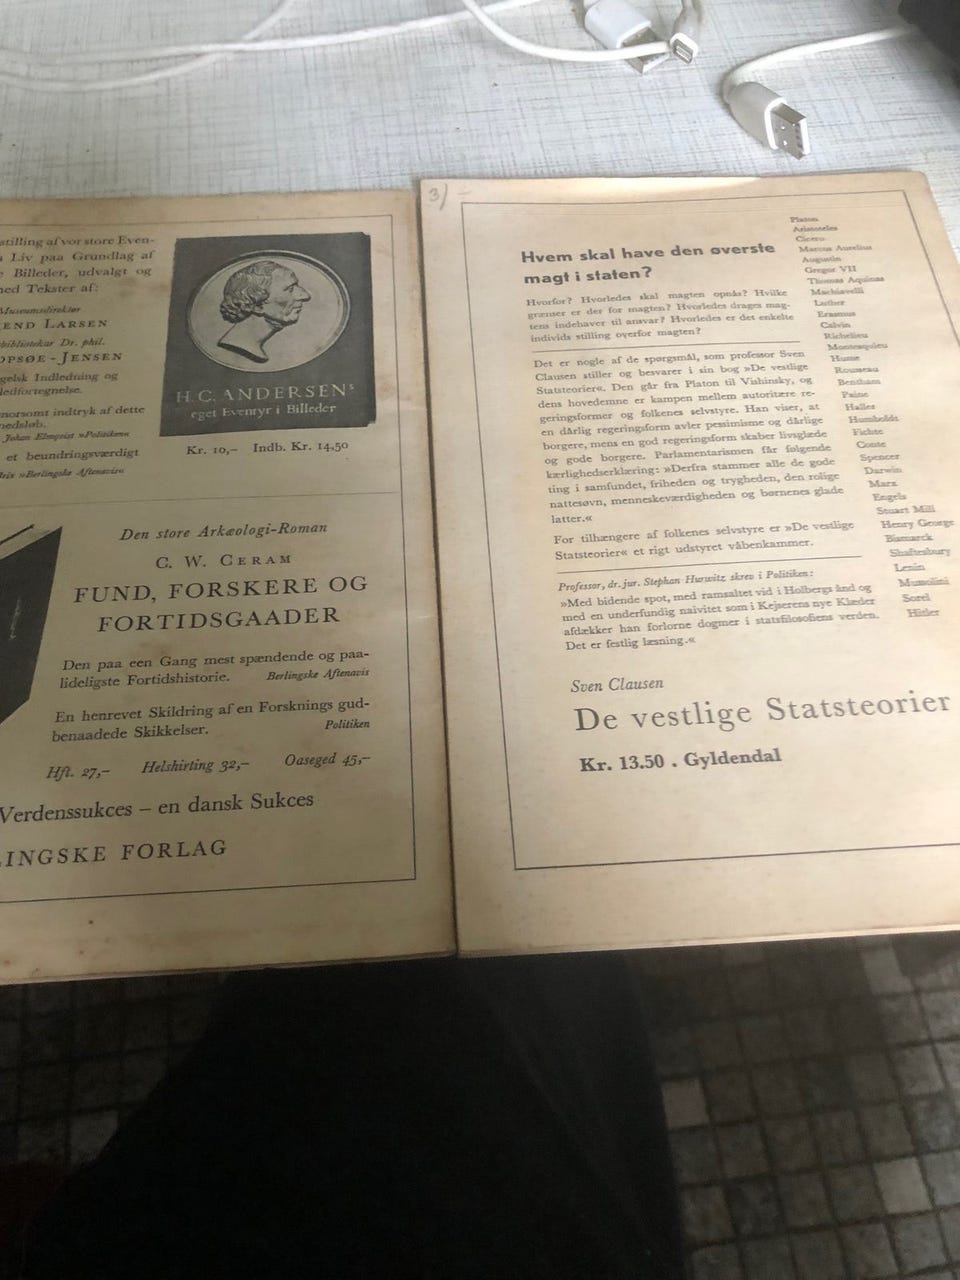 stilling af vor store Even-
Liv paa Grundlag af
Billeder, udvalgt og
med Tekster af:
Museumsdirektør
END LARSEN
bibliotekar Dr. phil.
OPSØE-JENSEN
gelsk Indledning og
ledfortegnelse.
norsomt indtryk af dette
nedsløb.
Johan Elmqvist »Politiken«
et beundringsværdigt
»Berlingske Aftenavis«
H.C. ANDERSENs
eget Eventyr i Billeder
Kr. 10,– Indb. Kr. 14,50
Den store Arkæologi-Roman
C. W. CERAM
FUND, FORSKERE OG
FORTIDSGAADER
Den paa een Gang mest spændende og paa-
lideligste Fortidshistorie. Berlingske Aftenavis
En henrevet Skildring af en Forsknings gud-
benaadede Skikkelser. Politiken
Hft. 27,– Helshirting 32,– Oaseged 45,–
Verdenssukces – en dansk Sukces
LINGSKE FORLAG
3/
Hvem skal have den øverste
magt i staten?
Hvorfor? Hvorledes skal magten opnås? Hvilke
grænser er der for magten? Hvorledes drages mag-
tens indehaver til ansvar? Hvorledes er det enkelte
individs stilling overfor magten?
Det er nogle af de spørgsmål, som professor Sven
Clausen stiller og besvarer i sin bog »De vestlige
Statsteorier«. Den går fra Platon til Vishinsky, og
dens hovedemne er kampen mellem autoritære re-
geringsformer og folkenes selvstyre. Han viser, at
en dårlig regeringsform avler pessimisme og dårlige
borgere, mens en god regeringsform skaber livsglæde
og gode borgere. Parlamentarismen får følgende
kærlighedserklæring: »Derfra stammer alle de gode
ting i samfundet, friheden og trygheden, den rolige
nattesøvn, menneskeværdigheden og børnenes glade
latter.«
For tilhængere af folkenes selvstyre er »De vestlige
Statsteorier« et rigt udstyret våbenkammer.
Professor, dr. jur. Stephan Hurwitz skrev i Politiken:
»Med bidende spot, med ramsaltet vid i Holbergs ånd og
med en underfundig naivitet som i Kejserens nye Klæder
afdækker han forlorne dogmer i statsfilosofiens verden.
Det er festlig læsning.«
Sven Clausen
De vestlige Statsteorier
Kr. 13.50 . Gyldendal
Platon
Aristoteles
Cicero
Marcus Aurelius
Augustin
Gregor VII
Thomas Aquinas
Machiavelli
Luther
Erasmus
Calvin
Richelieu
Montesquieu
Hume
Rousseau
Bentham
Paine
Haller
Humboldt
Fichte
Comte
Spencer
Darwin
Marx
Engels
Stuart Mill
Henry George
Bismarck
Shaftesbury
Lenin
Mussolini
Sorel
Hitler